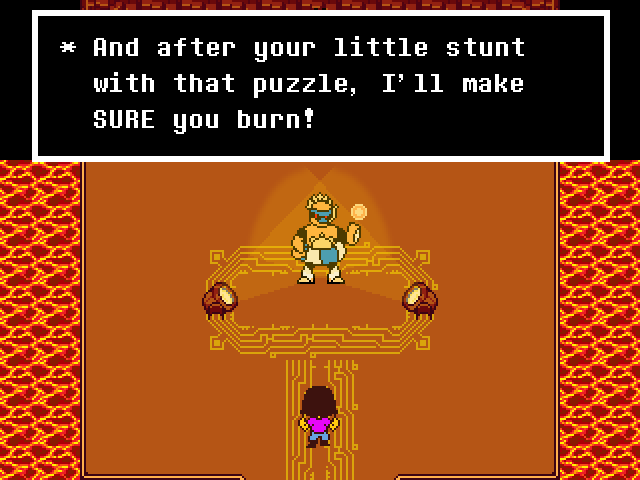 * And after your little stunt
with that puzzle, I'll make
SURE you burn!